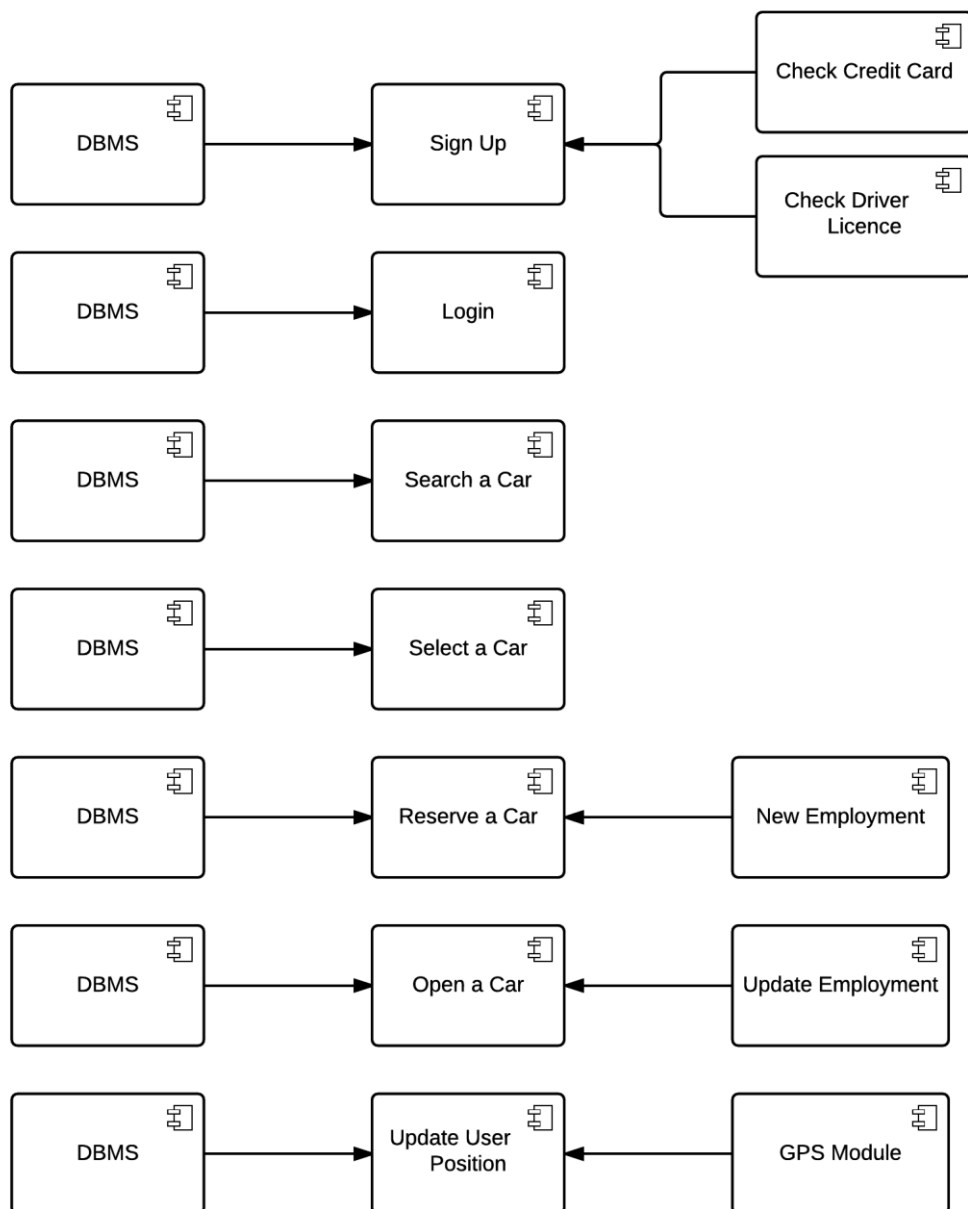 Check Credit Card
DBMS
Sign Up
Check Driver
Licence
DBMS
Login
DBMS
Search a Car
DBMS
Select a Car
DBMS
Reserve a Car
New Employment
DBMS
Open a Car
Update Employment
DBMS
Update User
Position
GPS Module